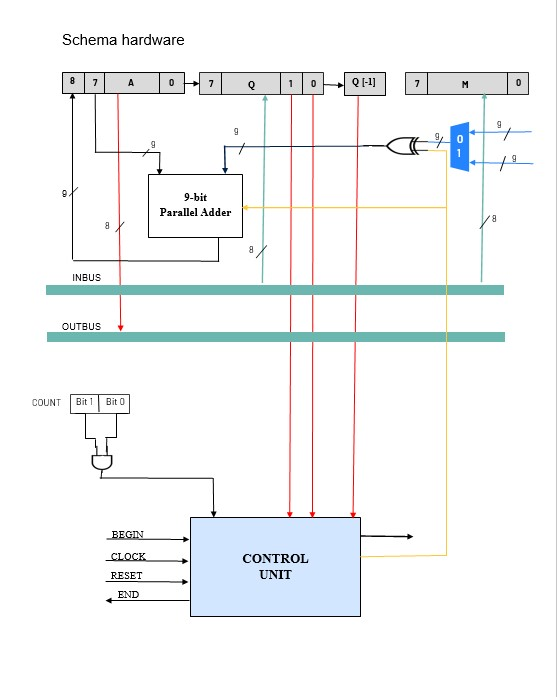 Schema hardware
8 7 A 0 7 Q 1 0 Q [-1] 7 M 0
9 9 9 9
0
1
9
9-bit
Parallel Adder
9
8 8 8
INBUS
OUTBUS
COUNT Bit 1 Bit 0
BEGIN
CLOCK
RESET
END
CONTROL
UNIT